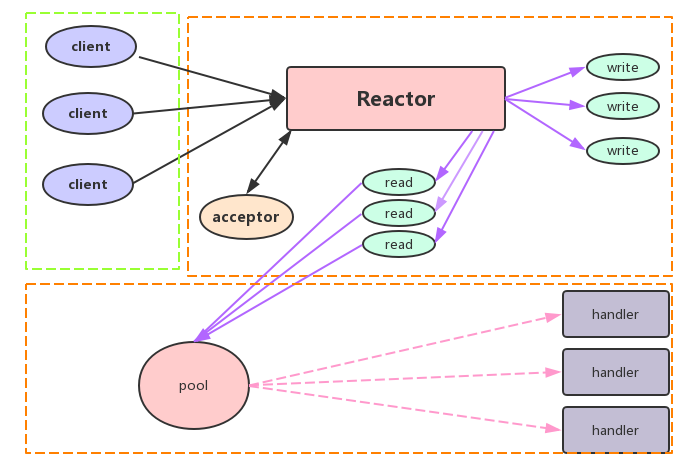 client
client
client
Reactor
acceptor
read
read
read
write
write
write
pool
handler
handler
handler